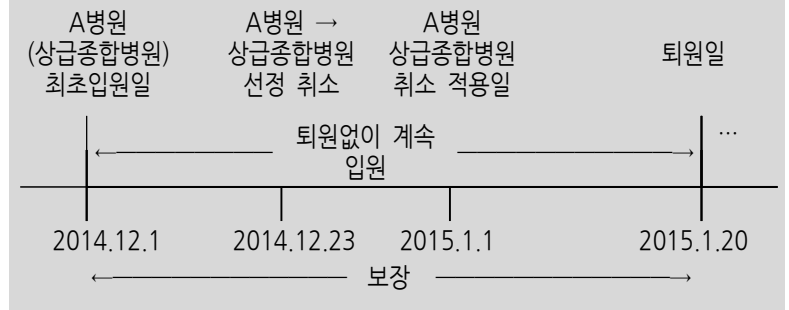 A병원
(상급종합병원)
최초입원일
A병원 →
상급종합병원
선정 취소
A병원
상급종합병원
취소 적용일
퇴원일
퇴원없이 계속
입원
…
2014.12.1
2014.12.23
2015.1.1
2015.1.20
보장